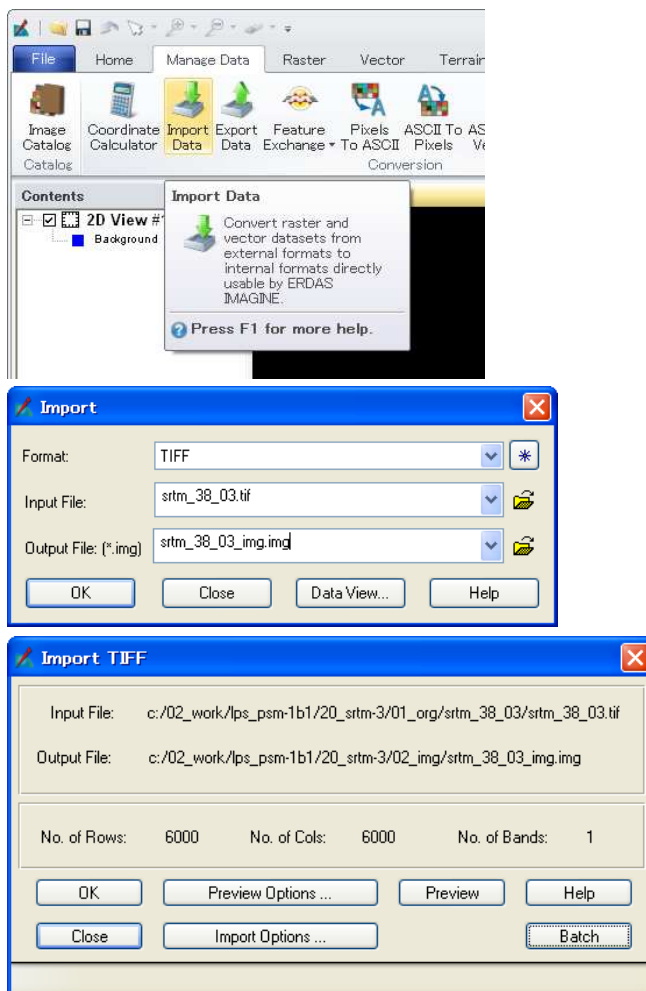 File Home Manage Data Raster Vector Terrain
Image Catalog Coordinate Calculator Import Data Export Data Feature Exchange Pixels To ASCII ASCII To Pixels
Catalog Conversion
Contents
2D View #1
Background
Import Data
Convert raster and
vector datasets from
external formats to
internal formats directly
usable by ERDAS
IMAGINE.
Press F1 for more help.
Import
Format: TIFF
Input File: srtm_38_03.tif
Output File: (*.img) srtm_38_03_img.img
OK Close Data View... Help
Import TIFF
Input File: c:/02_work/lps_psm-1b1/20_srtm-3/01_org/srtm_38_03/srtm_38_03.tif
Output File: c:/02_work/lps_psm-1b1/20_srtm-3/02_img/srtm_38_03_img.img
No. of Rows: 6000 No. of Cols: 6000 No. of Bands: 1
OK Preview Options ... Preview Help
Close Import Options ... Batch